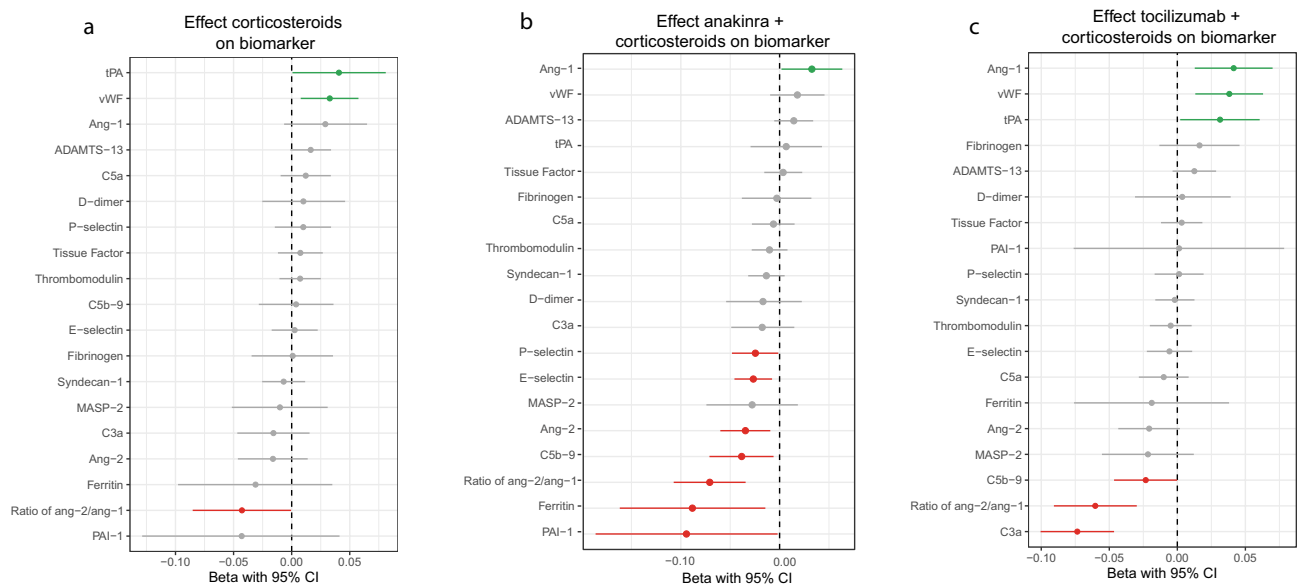 a
Effect corticosteroids
on biomarker
tPA
vWF
Ang−1
ADAMTS−13
C5a
D−dimer
P−selectin
Tissue Factor
Thrombomodulin
C5b−9
E−selectin
Fibrinogen
Syndecan−1
MASP−2
C3a
Ang−2
Ferritin
Ratio of ang−2/ang−1
PAI−1
−0.10
−0.05
0.00
0.05
Beta with 95% CI
b
Effect anakinra +
corticosteroids on biomarker
Ang−1
vWF
ADAMTS−13
tPA
Tissue Factor
Fibrinogen
C5a
Thrombomodulin
Syndecan−1
D−dimer
C3a
P−selectin
E−selectin
MASP−2
Ang−2
C5b−9
Ratio of ang−2/ang−1
Ferritin
PAI−1
−0.10
0.00
Beta with 95% CI
c
Effect tocilizumab +
corticosteroids on biomarker
Ang−1
vWF
tPA
Fibrinogen
ADAMTS−13
D−dimer
Tissue Factor
PAI−1
P−selectin
Syndecan−1
Thrombomodulin
E−selectin
C5a
Ferritin
Ang−2
MASP−2
C5b−9
Ratio of ang−2/ang−1
C3a
−0.10
−0.05
0.00
0.05
Beta with 95% CI